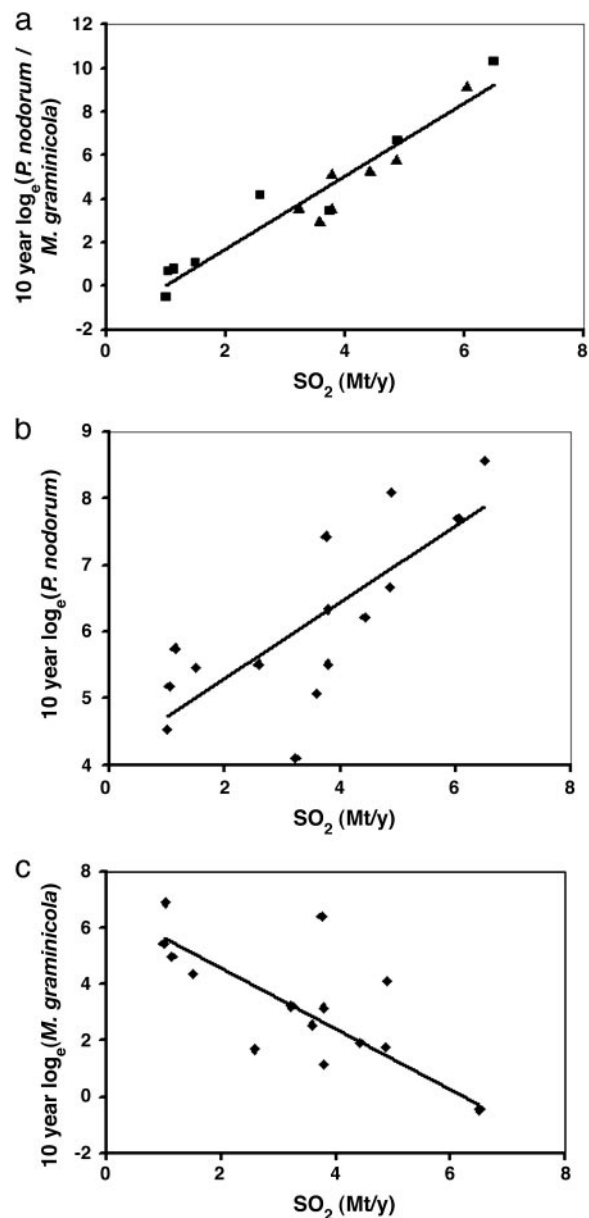 a
12
10
8
6
4
2
0
-2
10 year logₑ(P. nodorum /
M. graminicola)
0 2 4 6 8
SO₂ (Mt/y)
b
9
8
7
6
5
4
10 year logₑ(P. nodorum)
0 2 4 6 8
SO₂ (Mt/y)
c
8
6
4
2
0
-2
10 year logₑ(M. graminicola)
0 2 4 6 8
SO₂ (Mt/y)